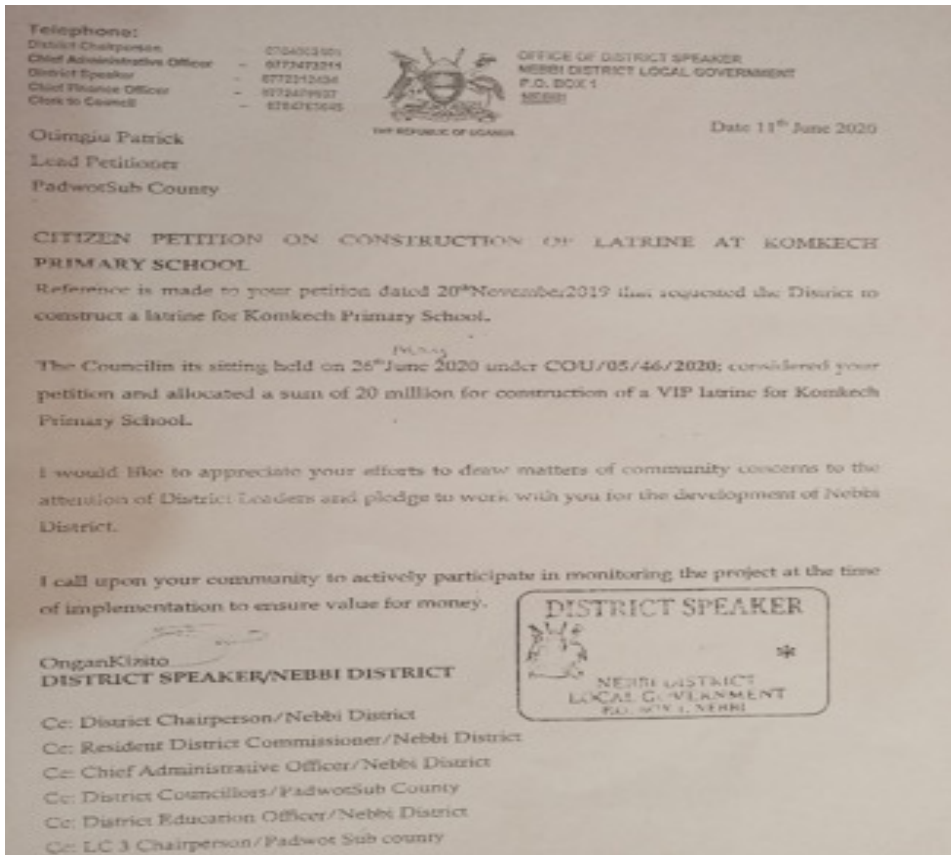 Telephone:
District Chairperson
Chief Administrative Officer -
District Speaker -
Chief Finance Officer -
Clerk to Council -
THE REPUBLIC OF UGANDA
OFFICE OF DISTRICT SPEAKER
NEBBI DISTRICT LOCAL GOVERNMENT
P.O. BOX 1
NEBBI
Date 11th June 2020
Otimgiu Patrick
Lead Petitioner
PadwotSub County
CITIZEN PETITION ON CONSTRUCTION OF LATRINE AT KOMKECH
PRIMARY SCHOOL
Reference is made to your petition dated 20thNovember2019 that requested the District to
construct a latrine for Komkech Primary School.
May
The Councilin its sitting held on 26thJune 2020 under COU/05/46/2020; considered your
petition and allocated a sum of 20 million for construction of a VIP latrine for Komkech
Primary School.
I would like to appreciate your efforts to draw matters of community concerns to the
attention of District Leaders and pledge to work with you for the development of Nebbi
District.
I call upon your community to actively participate in monitoring the project at the time
of implementation to ensure value for money.
OnganKizito
DISTRICT SPEAKER/NEBBI DISTRICT
DISTRICT SPEAKER
*
NEBBI DISTRICT
LOCAL GOVERNMENT
P.O. BOX 1, NEBBI
Cc: District Chairperson/Nebbi District
Cc: Resident District Commissioner/Nebbi District
Cc: Chief Administrative Officer/Nebbi District
Cc: District Councillors/PadwotSub County
Cc: District Education Officer/Nebbi District
Cc: LC 3 Chairperson/Padwot Sub county